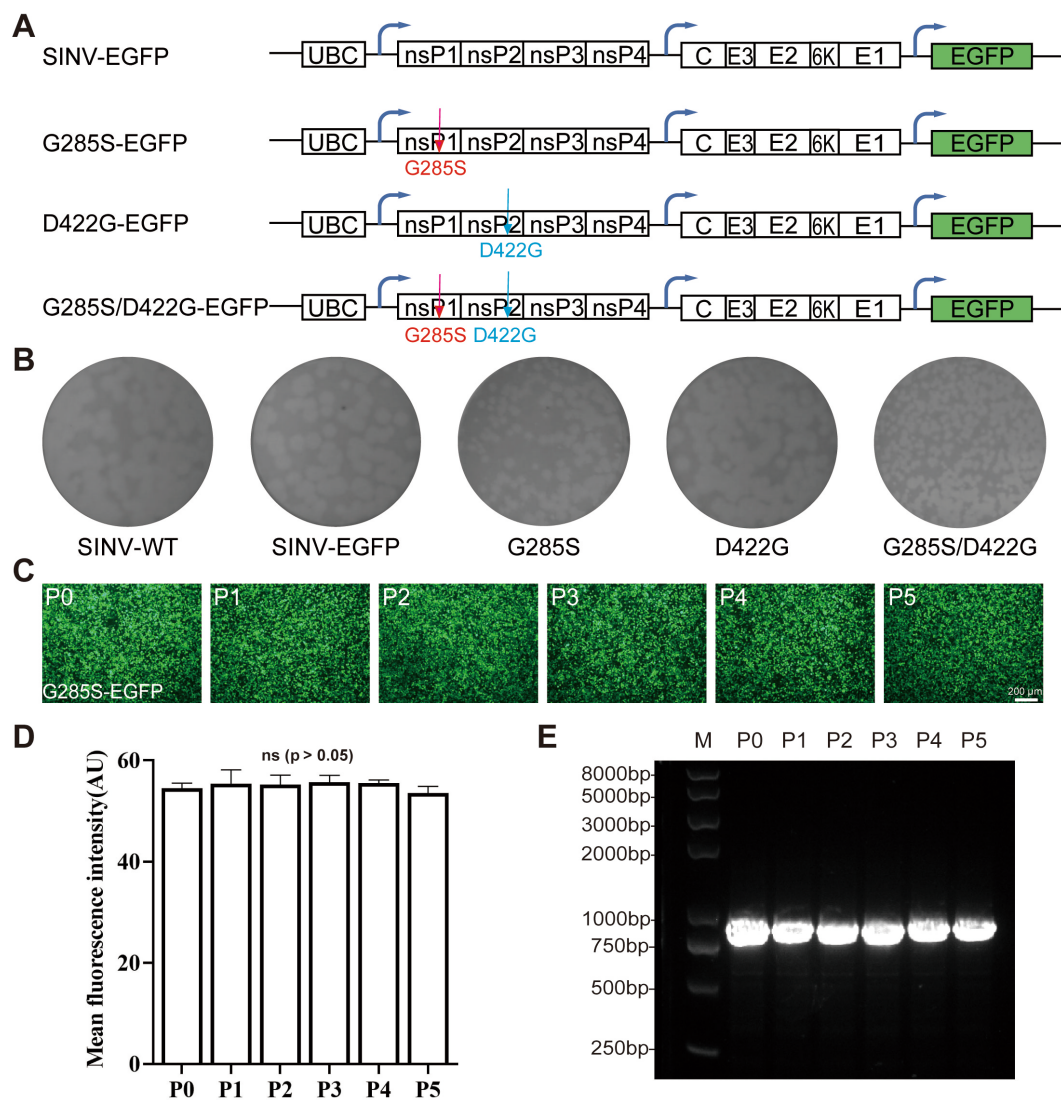 A
SINV-EGFP UBC nsP1 nsP2 nsP3 nsP4 C E3 E2 6K E1 EGFP
G285S-EGFP UBC nsP1 nsP2 nsP3 nsP4 C E3 E2 6K E1 EGFP
G285S
D422G-EGFP UBC nsP1 nsP2 nsP3 nsP4 C E3 E2 6K E1 EGFP
D422G
G285S/D422G-EGFP UBC nsP1 nsP2 nsP3 nsP4 C E3 E2 6K E1 EGFP
G285S D422G
B
SINV-WT SINV-EGFP G285S D422G G285S/D422G
C
P0 P1 P2 P3 P4 P5
G285S-EGFP
200 μm
D
Mean fluorescence intensity(AU)
ns (p > 0.05)
60
40
20
0
P0 P1 P2 P3 P4 P5
E
M P0 P1 P2 P3 P4 P5
8000bp
5000bp
3000bp
2000bp
1000bp
750bp
500bp
250bp